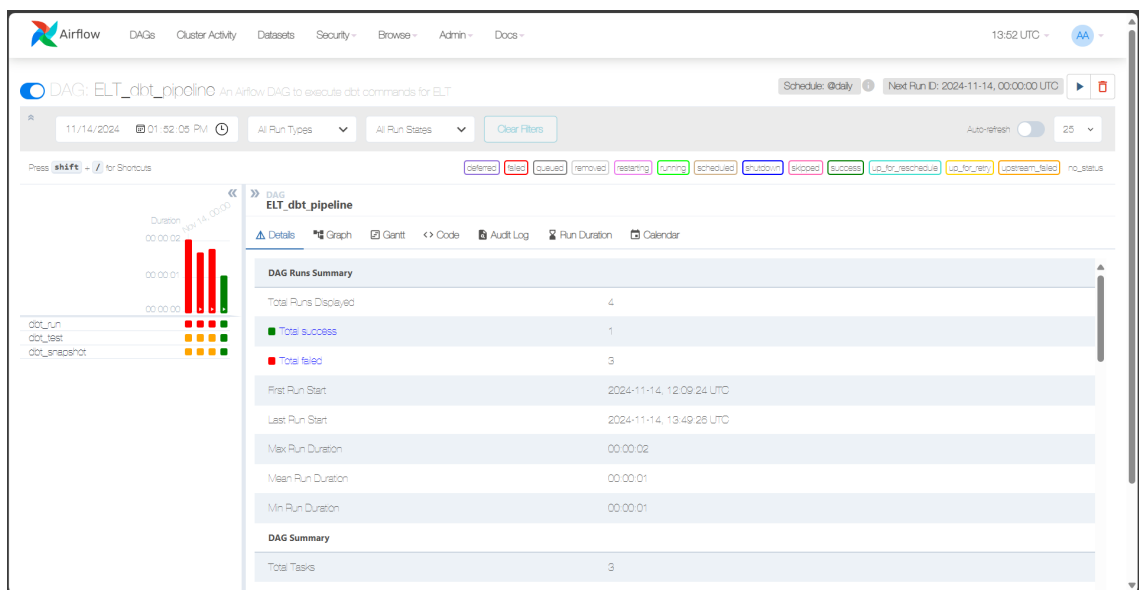 Airflow DAGs Cluster Activity Datasets Security Browse Admin Docs 13:52 UTC AA
DAG: ELT_dbt_pipeline An Airflow DAG to execute dbt commands for ELT Schedule: @daily Next Run ID: 2024-11-14, 00:00:00 UTC
11/14/2024 01:52:05 PM All Run Types All Run States Clear Filters Auto-refresh 25
Press shift + / for Shortcuts deferred failed queued removed restarting running scheduled shutdown skipped success up_for_reschedule up_for_retry upstream_failed no_status
DAG
ELT_dbt_pipeline
Nov 14, 00:00
Duration
00:00:02
00:00:01
00:00:00
dbt_run
dbt_test
dbt_snapshot
Details Graph Gantt Code Audit Log Run Duration Calendar
DAG Runs Summary
Total Runs Displayed 4
Total success 1
Total failed 3
First Run Start 2024-11-14, 12:09:24 UTC
Last Run Start 2024-11-14, 13:49:26 UTC
Max Run Duration 00:00:02
Mean Run Duration 00:00:01
Min Run Duration 00:00:01
DAG Summary
Total Tasks 3